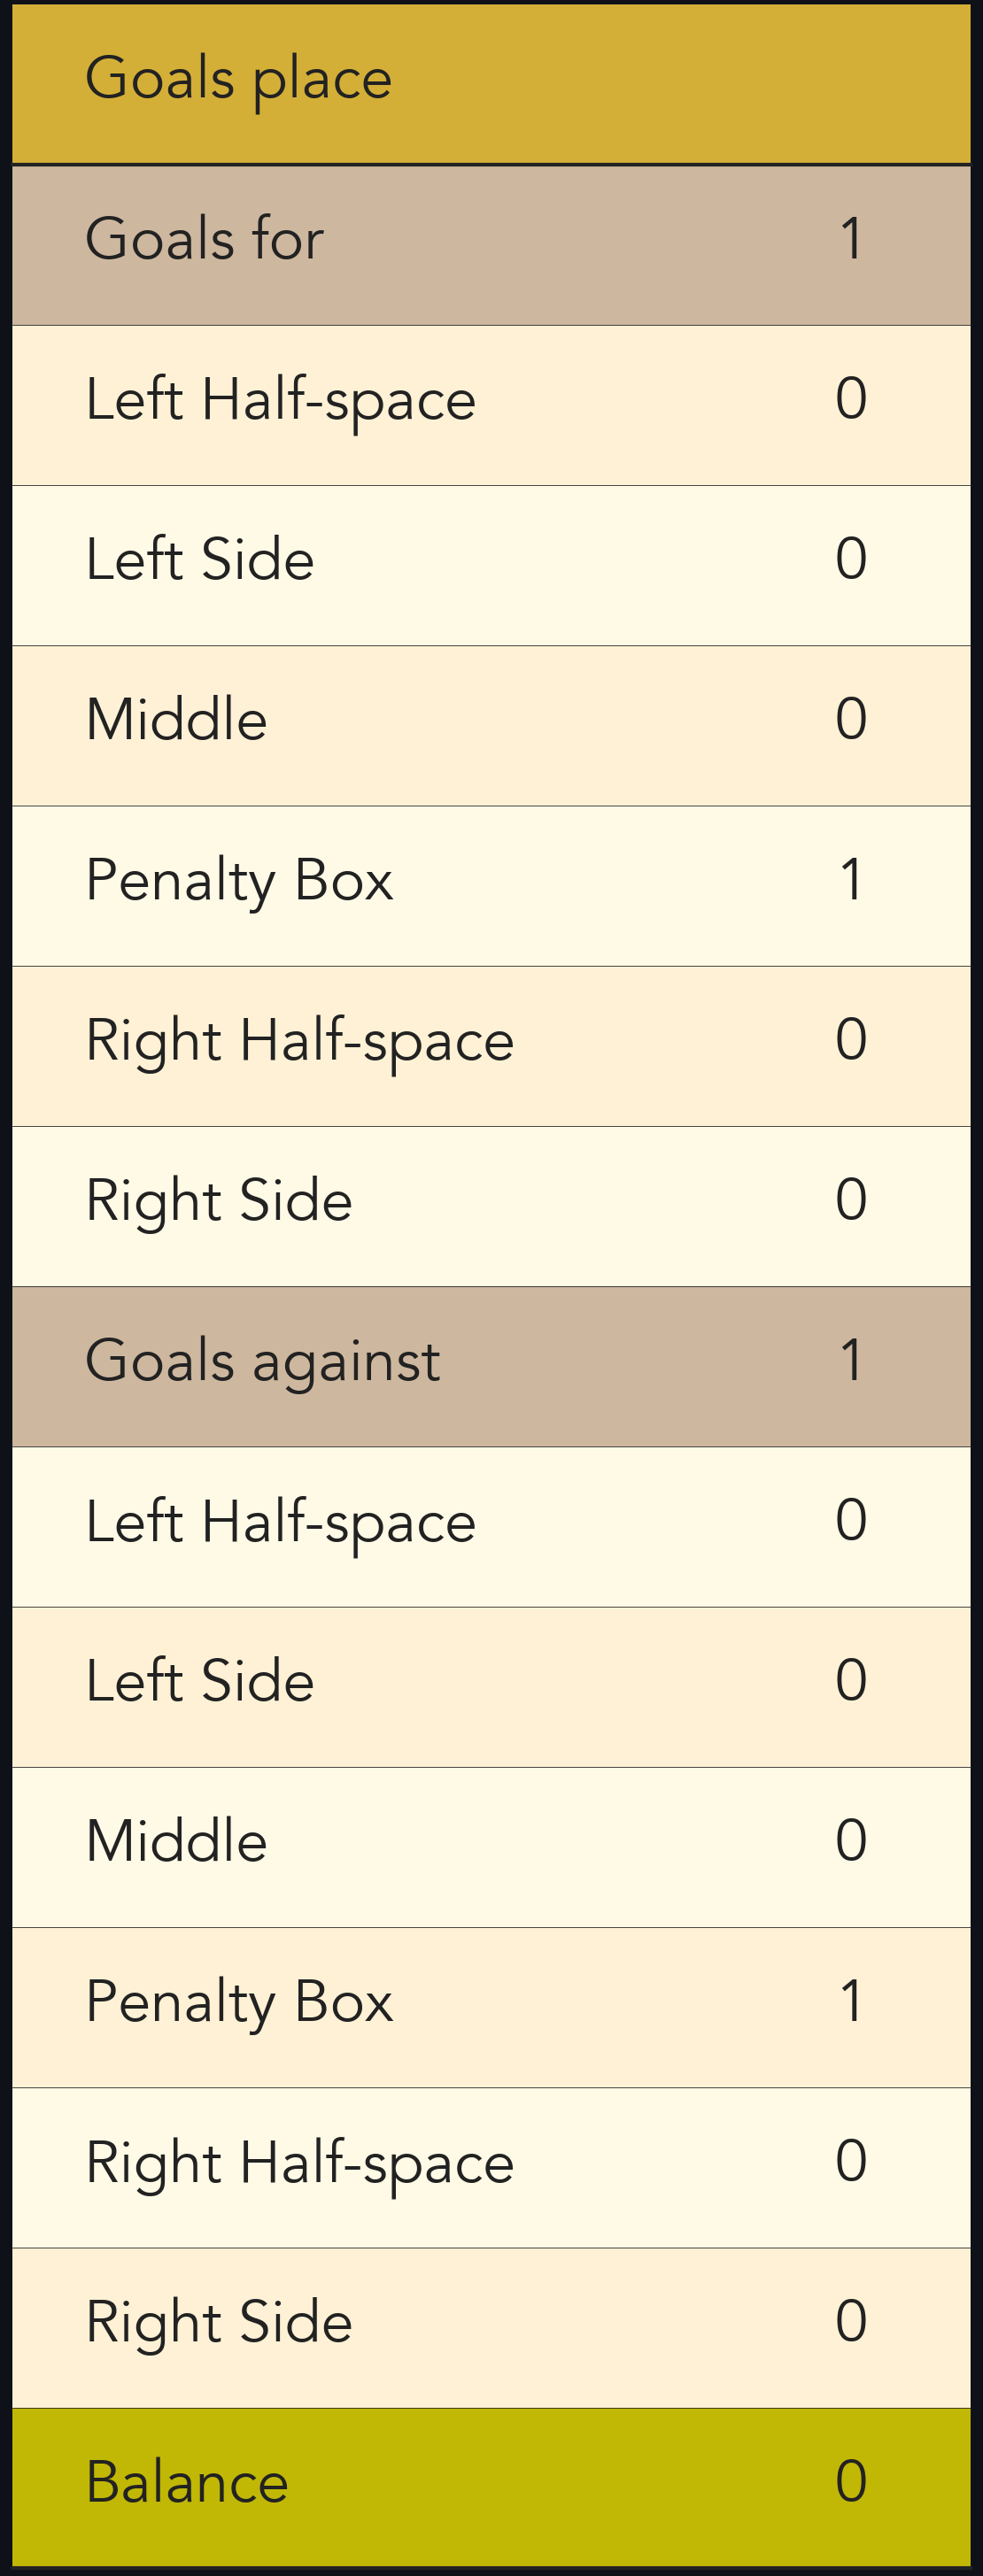 Goals place
Goals for 1
Left Half-space 0
Left Side 0
Middle 0
Penalty Box 1
Right Half-space 0
Right Side 0
Goals against 1
Left Half-space 0
Left Side 0
Middle 0
Penalty Box 1
Right Half-space 0
Right Side 0
Balance 0